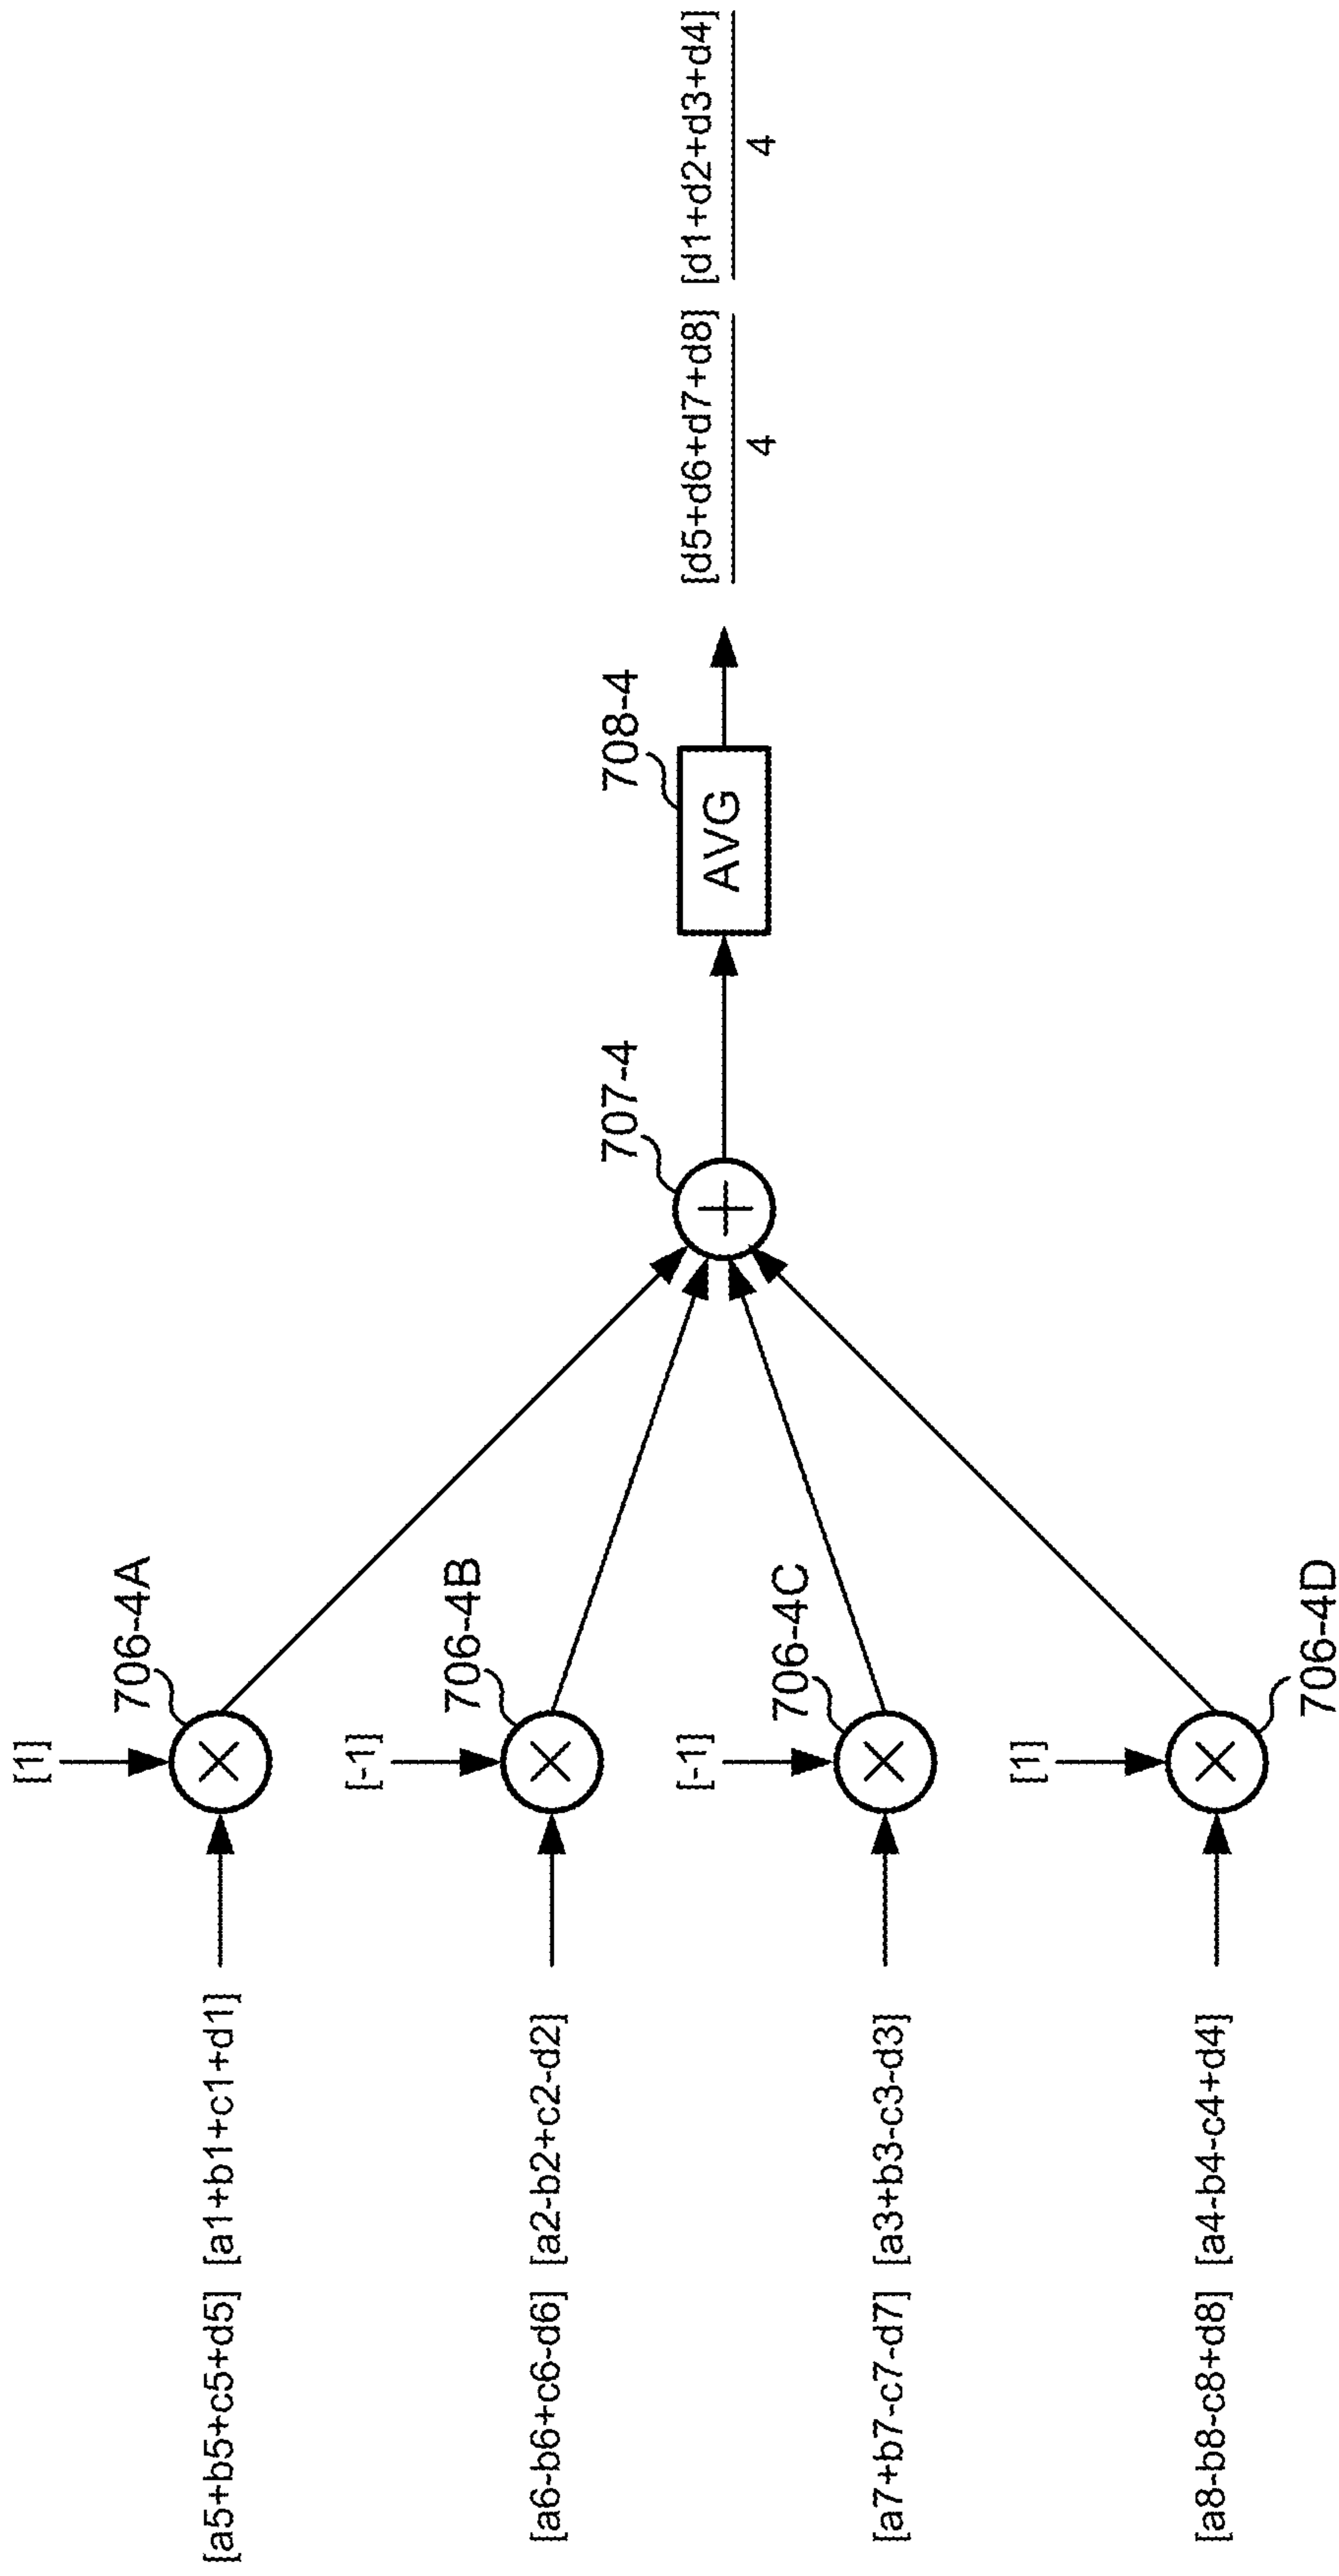 [1]
706-4A
[a5+b5+c5+d5] [a1+b1+c1+d1]
[-1]
706-4B
[a6-b6+c6-d6] [a2-b2+c2-d2]
[-1]
706-4C
[a7+b7-c7-d7] [a3+b3-c3-d3]
[1]
[a8-b8-c8+d8] [a4-b4-c4+d4]
706-4D
707-4
708-4
AVG
[d5+d6+d7+d8] [d1+d2+d3+d4]
4 4